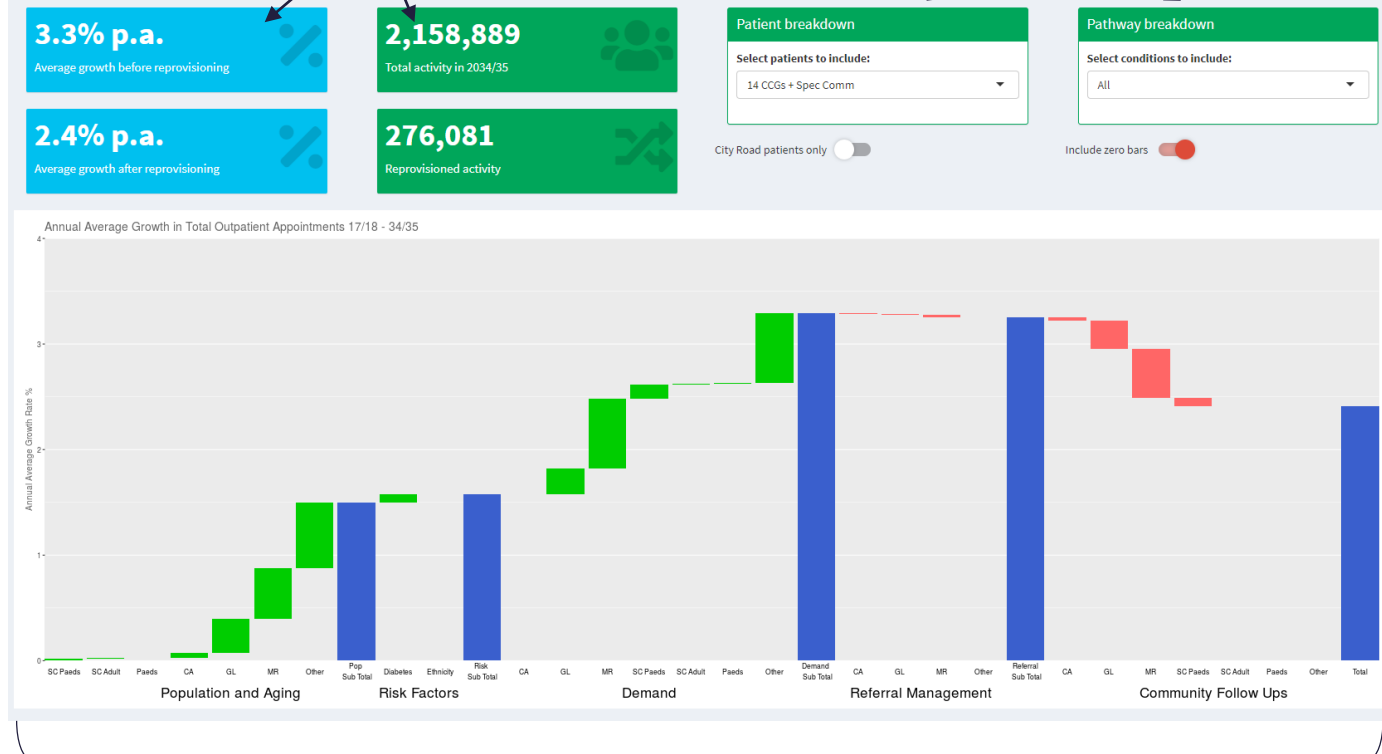 3.3% p.a.
Average growth before reprovisioning
2,158,889
Total activity in 2034/35
Patient breakdown
Select patients to include:
14 CCGs + Spec Comm
Pathway breakdown
Select conditions to include:
All
2.4% p.a.
Average growth after reprovisioning
276,081
Reprovisioned activity
City Road patients only
Include zero bars
Annual Average Growth in Total Outpatient Appointments 17/18 - 34/35
Annual Average Growth Rate %
4
3
2
1
0
SC Paeds SC Adult Paeds CA GL MR Other Pop Sub Total Diabetes Ethnicity Risk Sub Total CA GL MR SC Paeds SC Adult Paeds Other Demand Sub Total CA GL MR Other Referral Sub Total CA GL MR SC Paeds SC Adult Paeds Other Total
Population and Aging Risk Factors Demand Referral Management Community Follow Ups